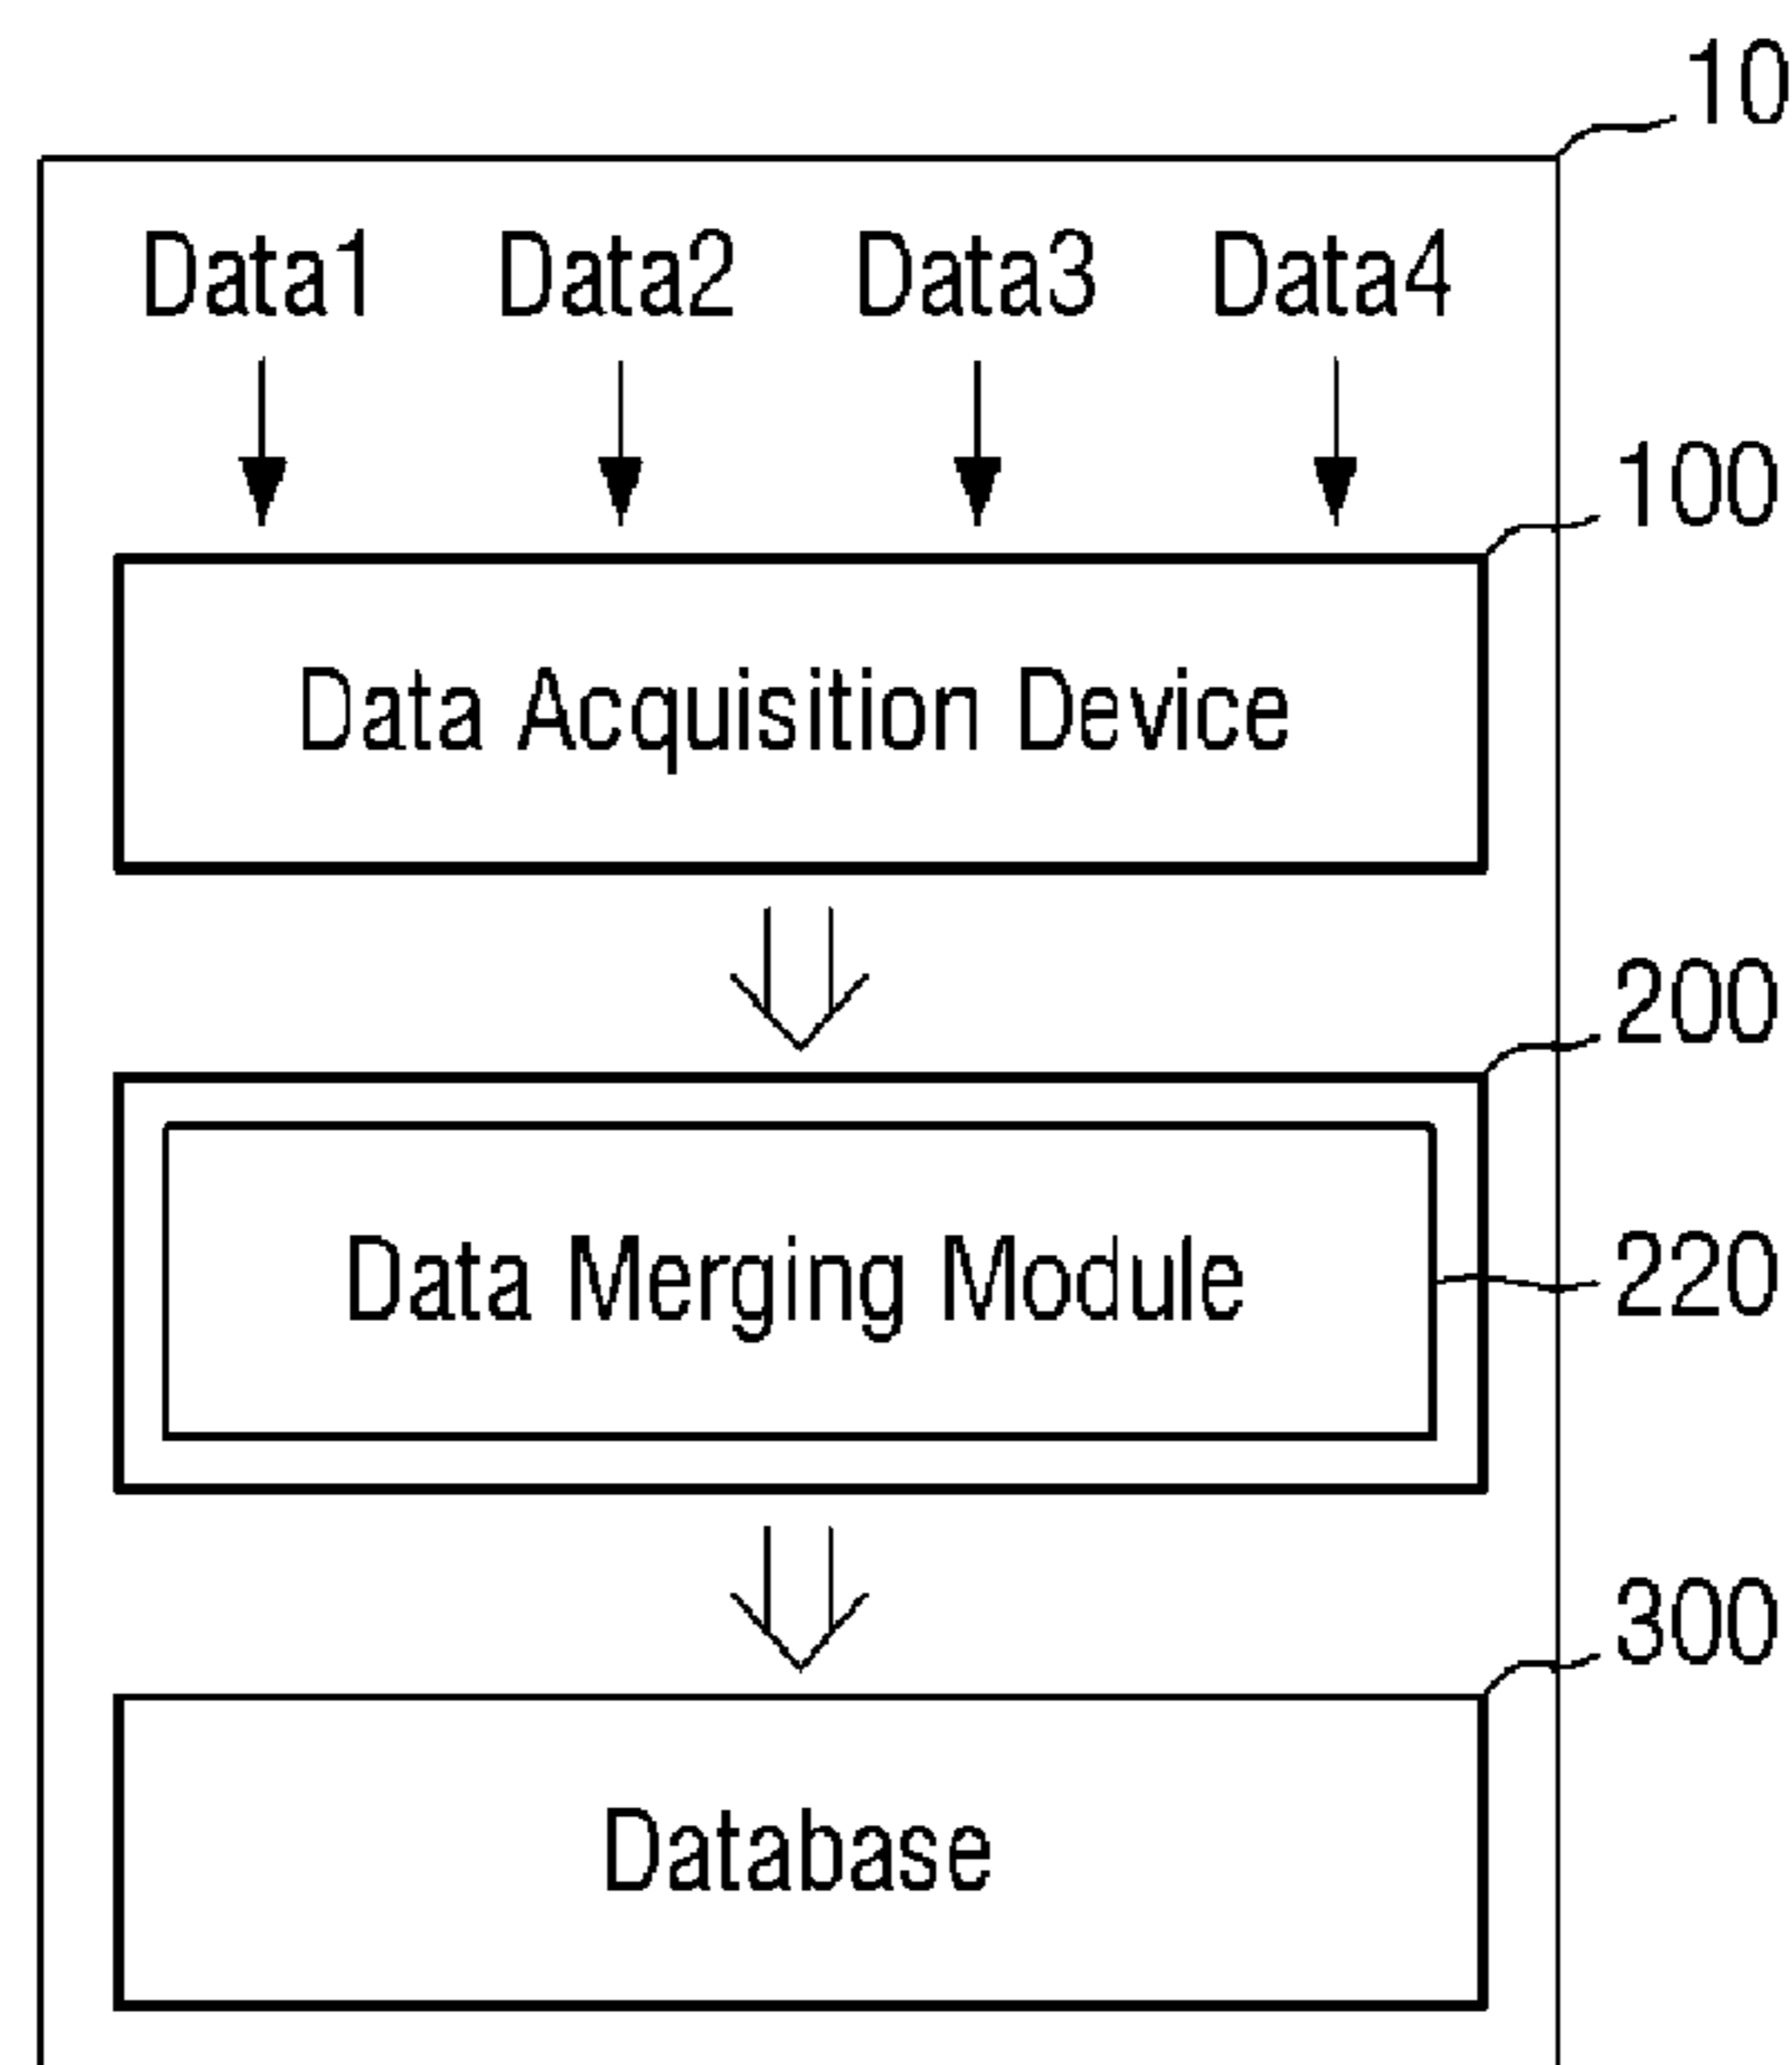 10
Data1 Data2 Data3 Data4
100
Data Acquisition Device
200
Data Merging Module 220
300
Database